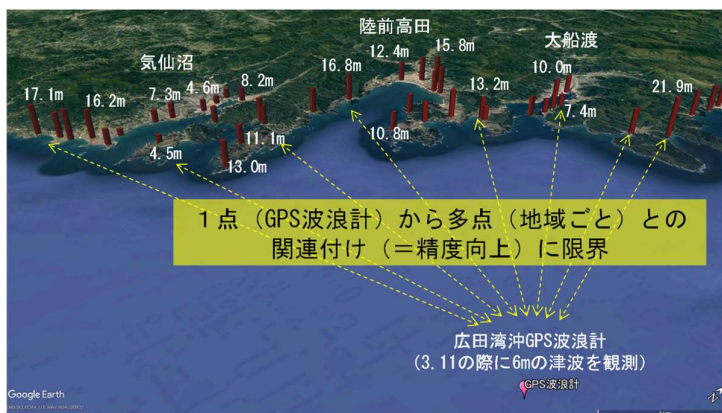 陸前高田
大船渡
気仙沼
17.1m
16.2m
7.3m
4.6m
8.2m
16.8m
12.4m
15.8m
13.2m
10.0m
7.4m
21.9m
4.5m
11.1m
13.0m
10.8m
1点（GPS波浪計）から多点（地域ごと）との
関連付け（＝精度向上）に限界
広田湾沖GPS波浪計
（3.11の際に6mの津波を観測）
GPS波浪計
Google Earth